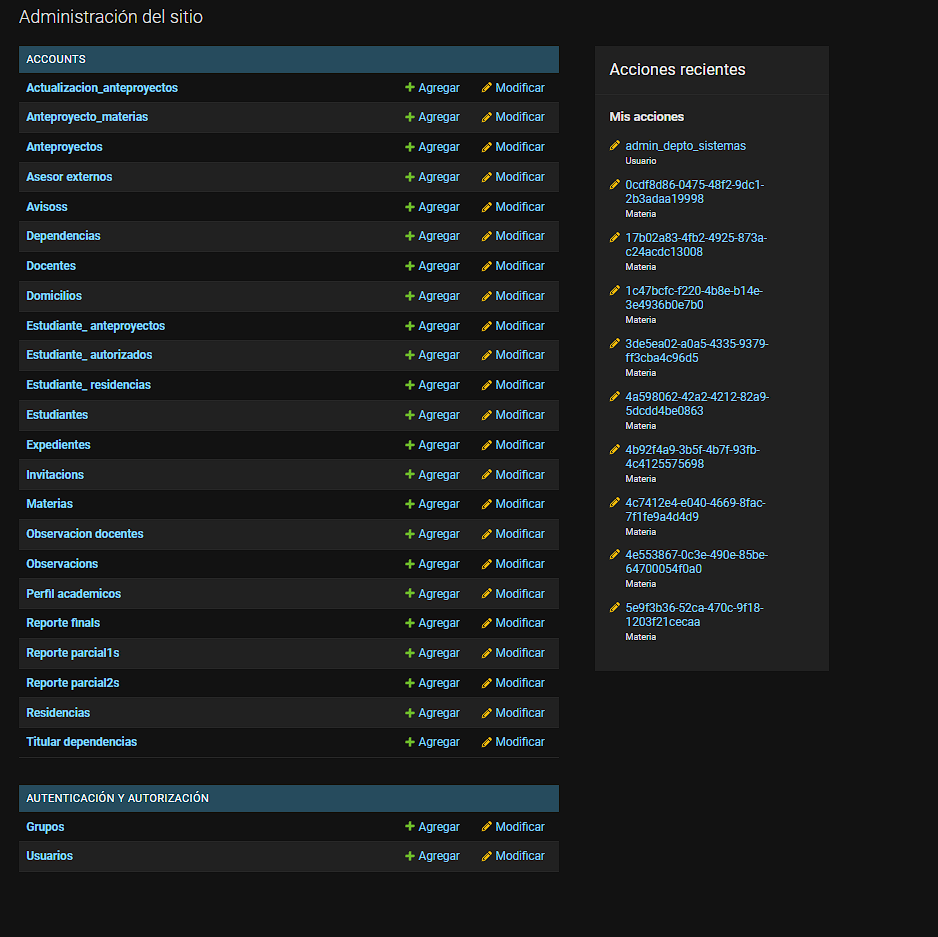 Administración del sitio
ACCOUNTS
Actualizacion_anteproyectos Agregar Modificar
Anteproyecto_materias Agregar Modificar
Anteproyectos Agregar Modificar
Asesor externos Agregar Modificar
Avisoss Agregar Modificar
Dependencias Agregar Modificar
Docentes Agregar Modificar
Domicilios Agregar Modificar
Estudiante_ anteproyectos Agregar Modificar
Estudiante_ autorizados Agregar Modificar
Estudiante_ residencias Agregar Modificar
Estudiantes Agregar Modificar
Expedientes Agregar Modificar
Invitacions Agregar Modificar
Materias Agregar Modificar
Observacion docentes Agregar Modificar
Observacions Agregar Modificar
Perfil academicos Agregar Modificar
Reporte finals Agregar Modificar
Reporte parcial1s Agregar Modificar
Reporte parcial2s Agregar Modificar
Residencias Agregar Modificar
Titular dependencias Agregar Modificar
AUTENTICACIÓN Y AUTORIZACIÓN
Grupos Agregar Modificar
Usuarios Agregar Modificar
Acciones recientes
Mis acciones
admin_depto_sistemas
Usuario
0cdf8d86-0475-48f2-9dc1-
2b3adaa19998
Materia
17b02a83-4fb2-4925-873a-
c24acdc13008
Materia
1c47bcfc-f220-4b8e-b14e-
3e4936b0e7b0
Materia
3de5ea02-a0a5-4335-9379-
ff3cba4c96d5
Materia
4a598062-42a2-4212-82a9-
5dcdd4be0863
Materia
4b92f4a9-3b5f-4b7f-93fb-
4c4125575698
Materia
4c7412e4-e040-4669-8fac-
7f1fe9a4d4d9
Materia
4e553867-0c3e-490e-85be-
64700054f0a0
Materia
5e9f3b36-52ca-470c-9f18-
1203f21cecaa
Materia